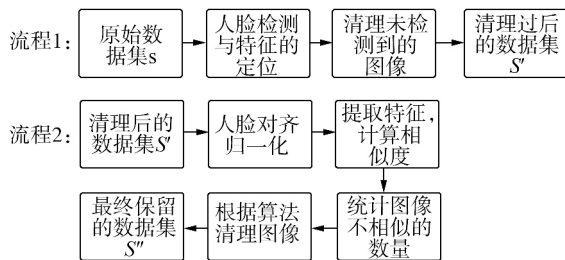 流程1:
原始数
据集s
人脸检测
与特征的
定位
清理未检
测到的
图像
清理过后
的数据集
S′
流程2:
清理后的
数据集S′
人脸对齐
归一化
提取特征,
计算相
似度
最终保留
的数据集
S″
根据算法
清理图像
统计图像
不相似的
数量